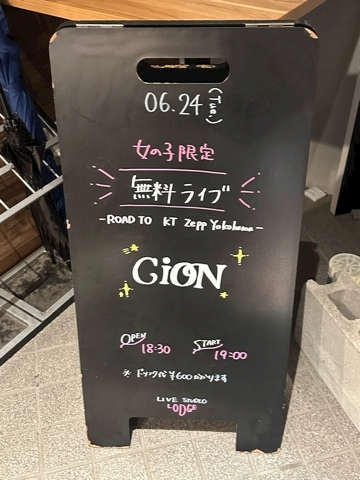 06.24(Tue.)
女の子限定
無料ライブ
-ROAD TO KT Zepp Yokohama-
GiON
OPEN 18:30 START 19:00
※ドリンク代¥600かかります
LIVE STUDIO
LODGE